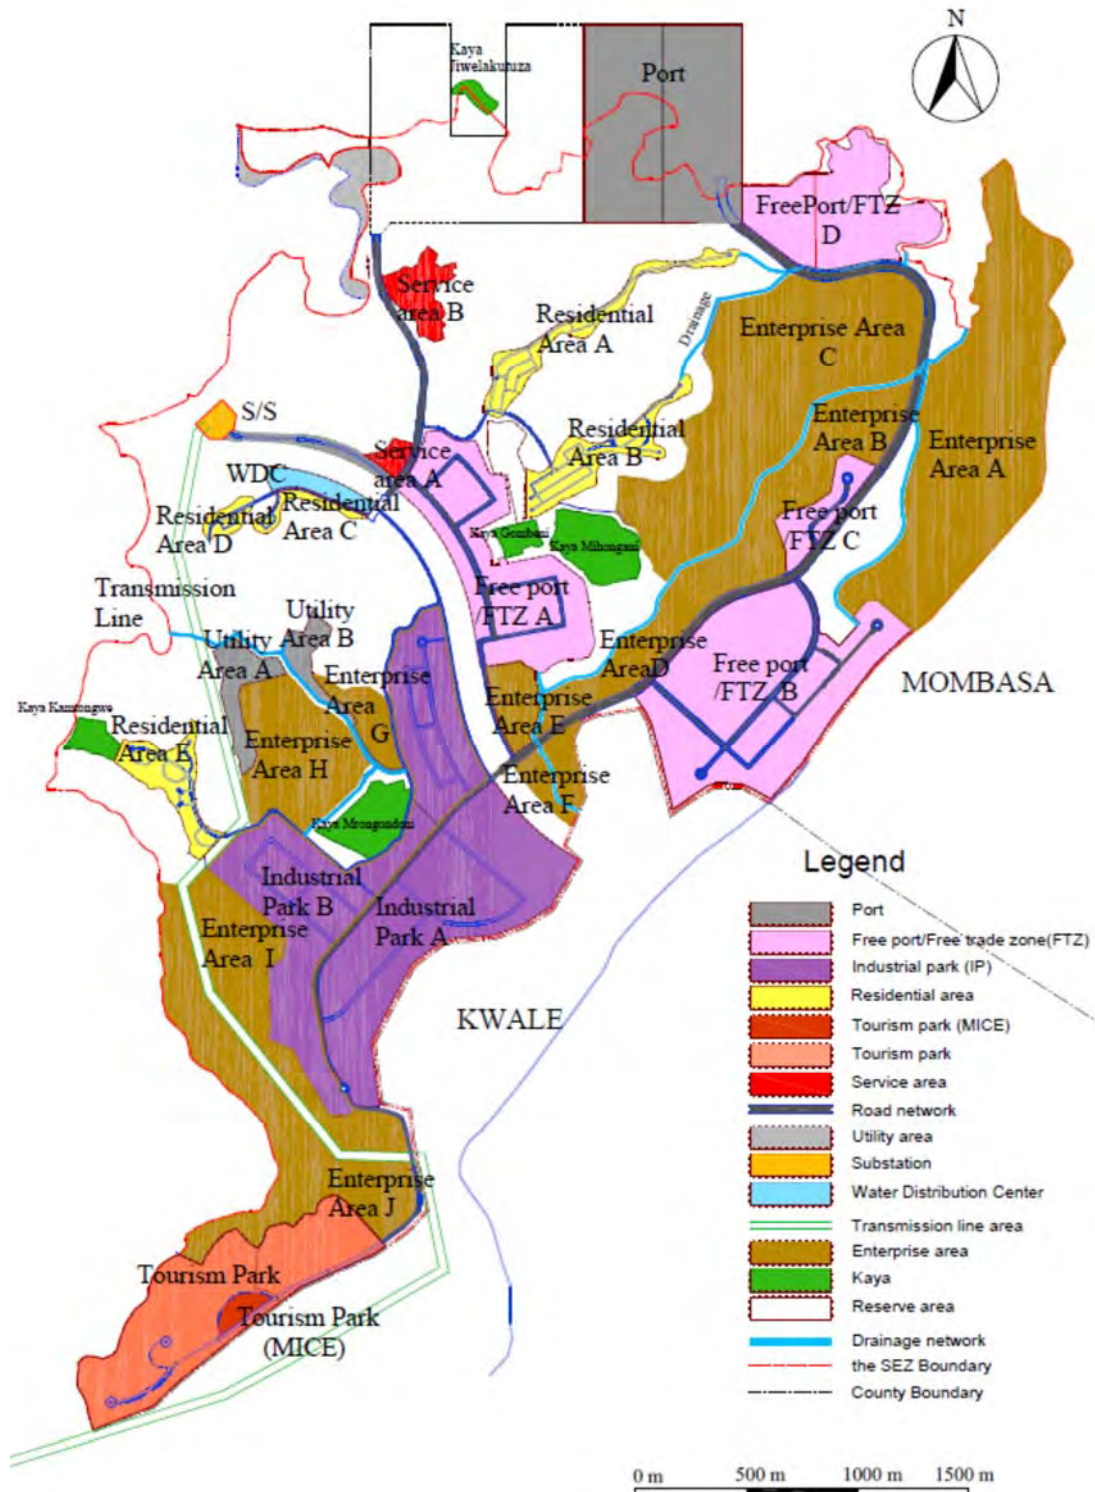 N
Kaya
Jiwelakutuza
Port
FreePort/FTZ
D
Service
area B
Residential
Area A
Drainage
Enterprise Area
C
S/S
Residential
Area B
Enterprise
Area B
Enterprise
Area A
Service
area A
WDC
Residential
Area C
Residential
Area D
Free port
/FTZ C
Kaya Gombani
Kaya Mihongani
Transmission
Line
Free port
/FTZ A
Utility
Area B
Utility
Area A
Enterprise
Area
G
Enterprise
AreaD
Free port
/FTZ B
MOMBASA
Enterprise
Area E
Kaya Kamtongwe
Residential
Area E
Enterprise
Area H
Enterprise
Area F
Kaya Mrongondoni
Industrial
Park B
Industrial
Park A
Enterprise
Area I
KWALE
Enterprise
Area J
Tourism Park
Tourism Park
(MICE)
Legend
Port
Free port/Free trade zone(FTZ)
Industrial park (IP)
Residential area
Tourism park (MICE)
Tourism park
Service area
Road network
Utility area
Substation
Water Distribution Center
Transmission line area
Enterprise area
Kaya
Reserve area
Drainage network
the SEZ Boundary
County Boundary
0 m 500 m 1000 m 1500 m